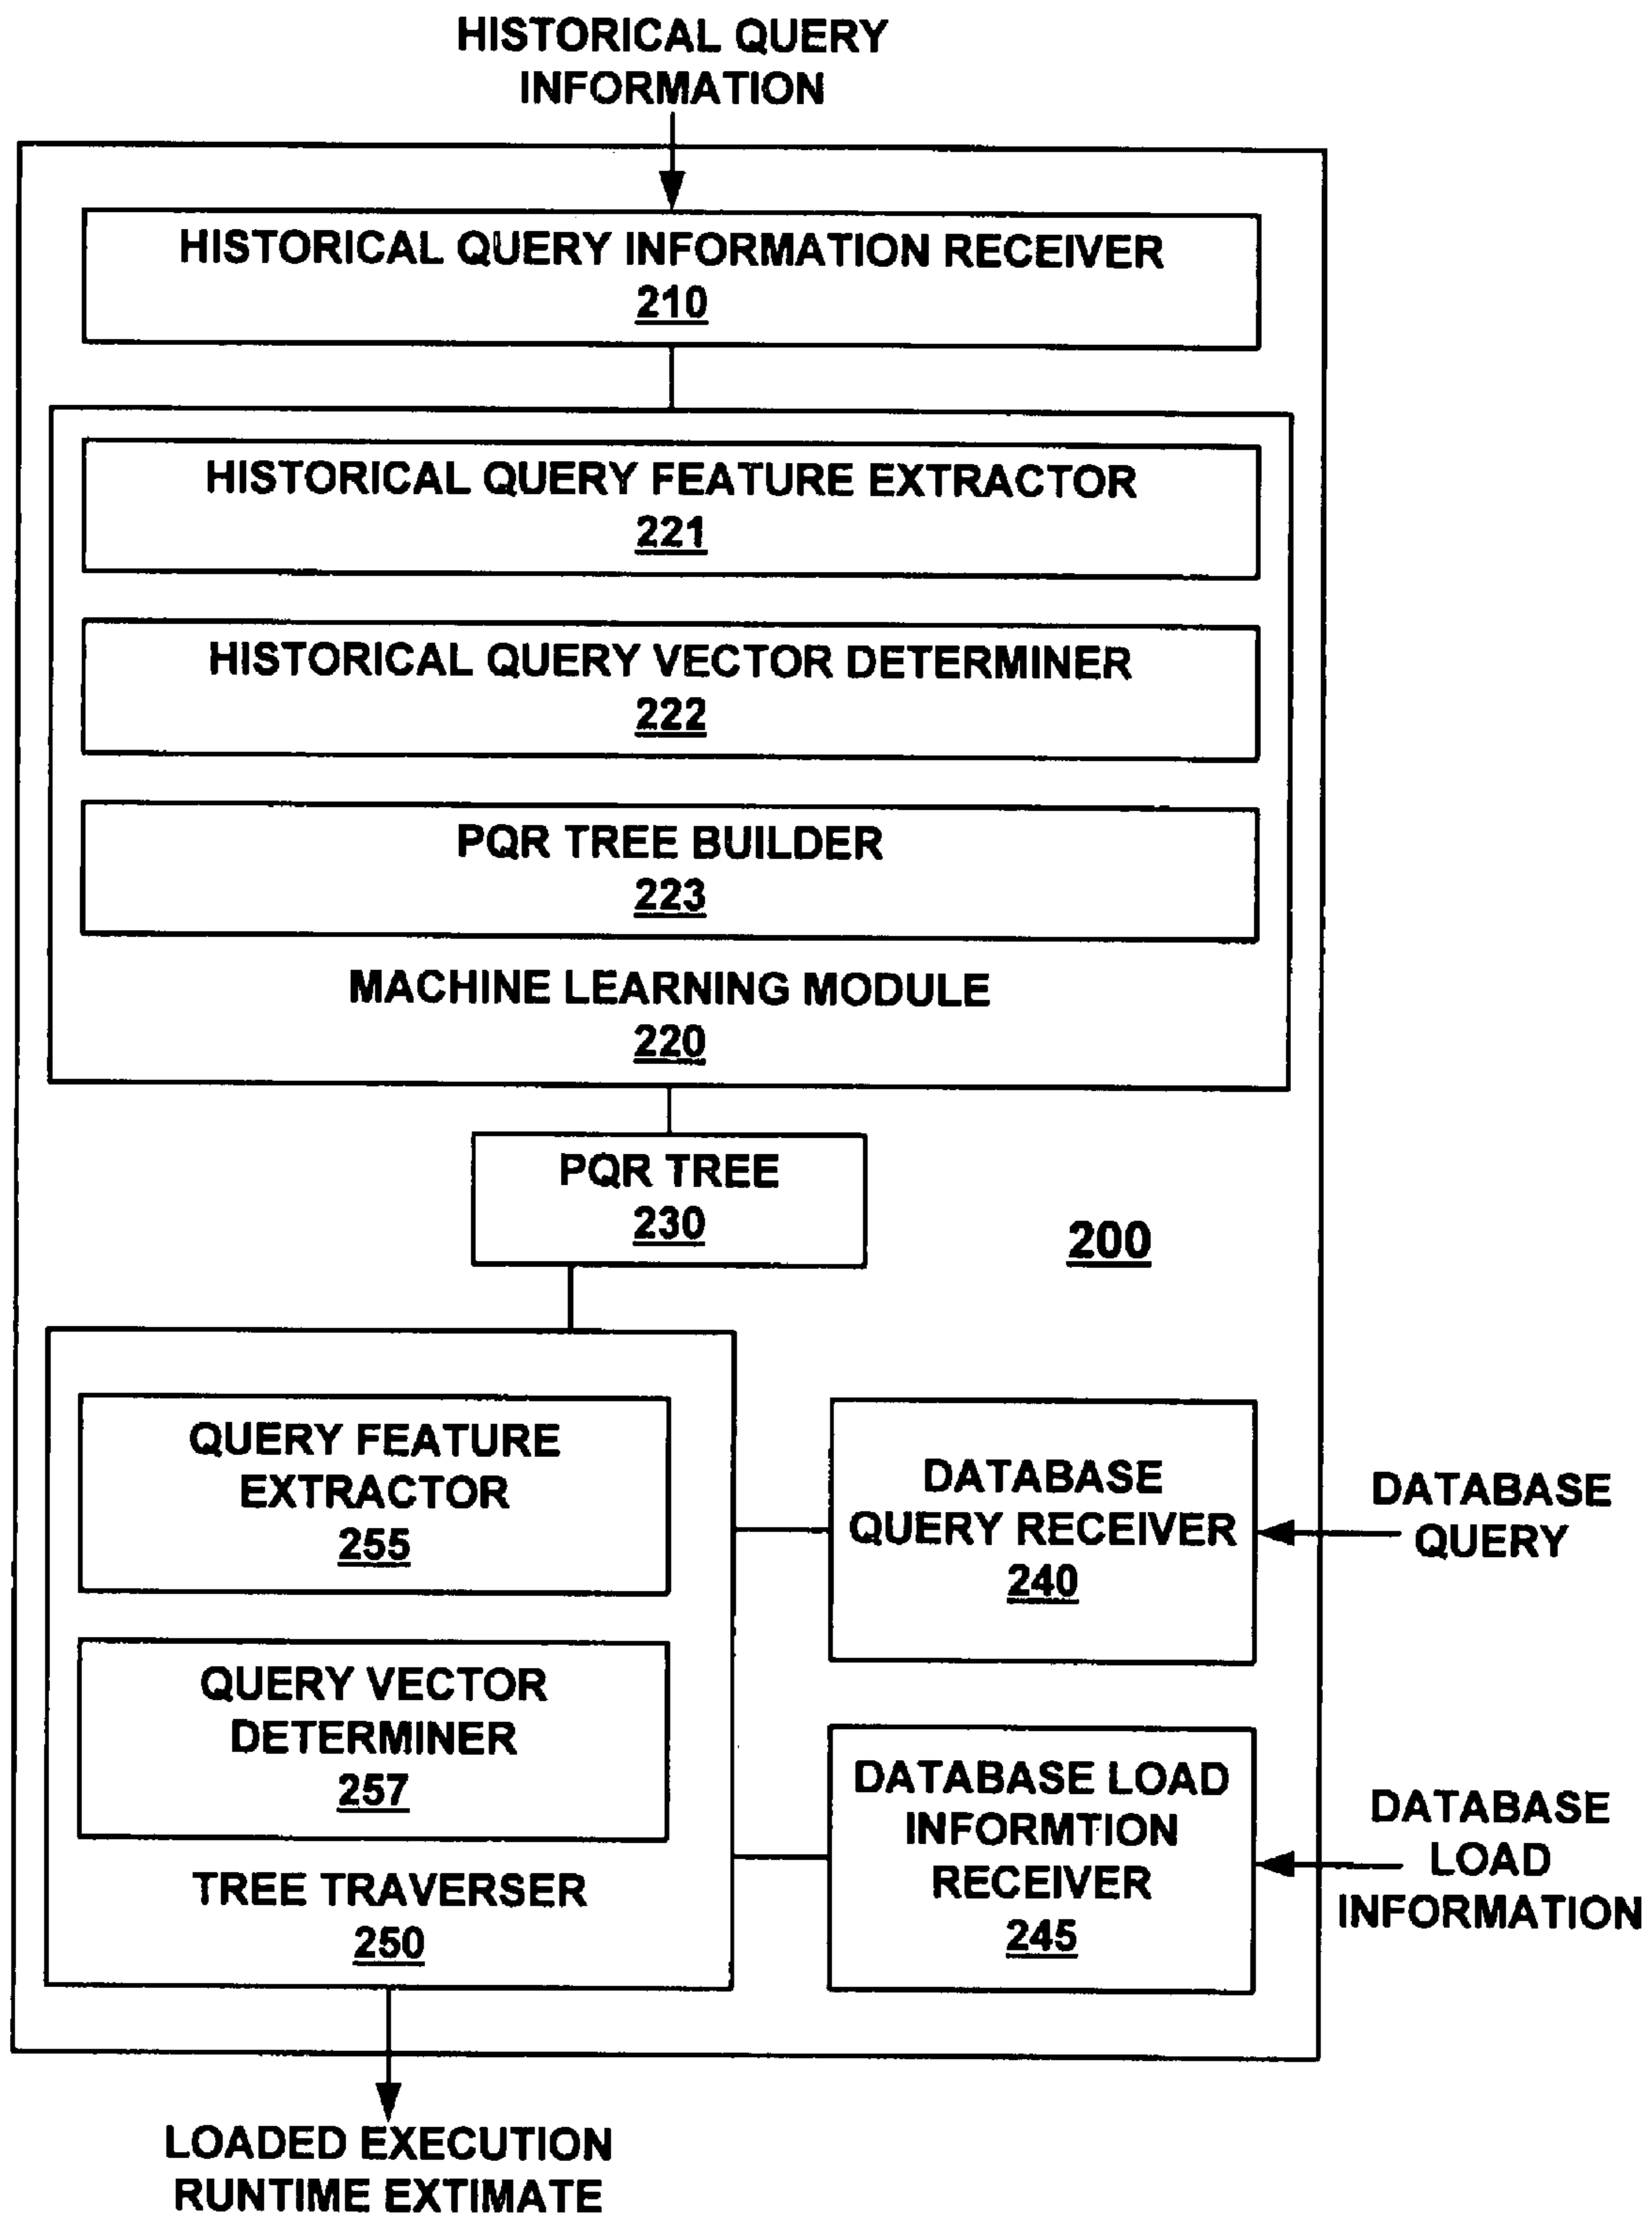 HISTORICAL QUERY
INFORMATION
HISTORICAL QUERY INFORMATION RECEIVER
210
HISTORICAL QUERY FEATURE EXTRACTOR
221
HISTORICAL QUERY VECTOR DETERMINER
222
PQR TREE BUILDER
223
MACHINE LEARNING MODULE
220
PQR TREE
230
200
QUERY FEATURE
EXTRACTOR
255
QUERY VECTOR
DETERMINER
257
TREE TRAVERSER
250
DATABASE
QUERY RECEIVER
240
DATABASE
QUERY
DATABASE LOAD
INFORMTION
RECEIVER
245
DATABASE
LOAD
INFORMATION
LOADED EXECUTION
RUNTIME EXTIMATE